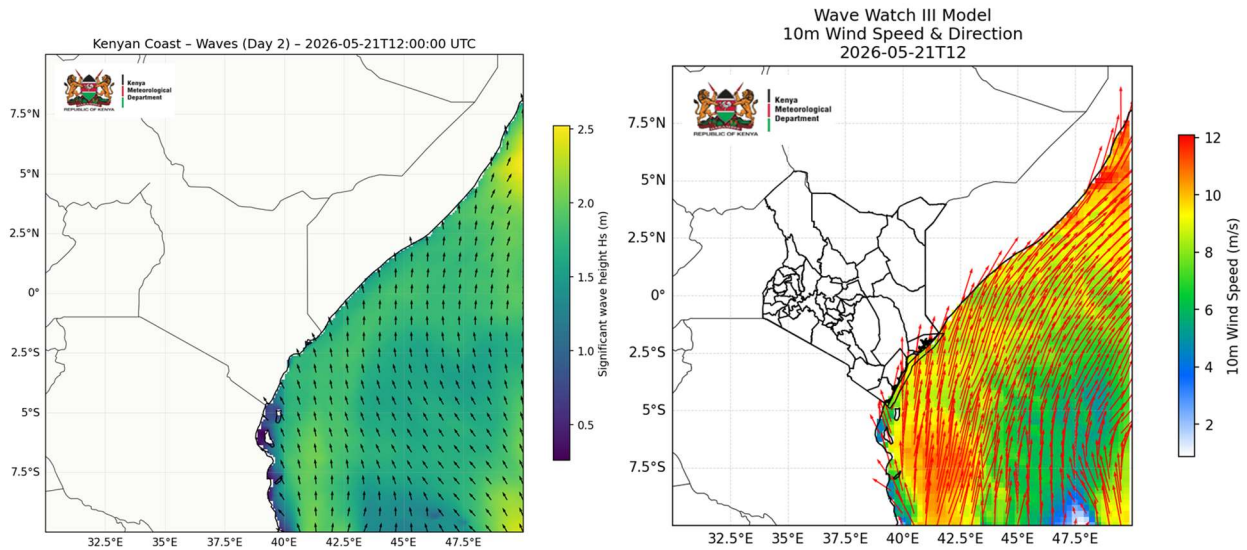 Kenyan Coast – Waves (Day 2) – 2026-05-21T12:00:00 UTC
Kenya
Meteorological
Department
REPUBLIC OF KENYA
7.5°N
5°N
2.5°N
0°
2.5°S
5°S
7.5°S
32.5°E
35°E
37.5°E
40°E
42.5°E
45°E
47.5°E
2.5
2.0
1.5
1.0
0.5
Significant wave height Hs (m)
Wave Watch III Model
10m Wind Speed & Direction
2026-05-21T12
Kenya
Meteorological
Department
REPUBLIC OF KENYA
7.5°N
5°N
2.5°N
0°
2.5°S
5°S
7.5°S
32.5°E
35°E
37.5°E
40°E
42.5°E
45°E
47.5°E
12
10
8
6
4
2
10m Wind Speed (m/s)